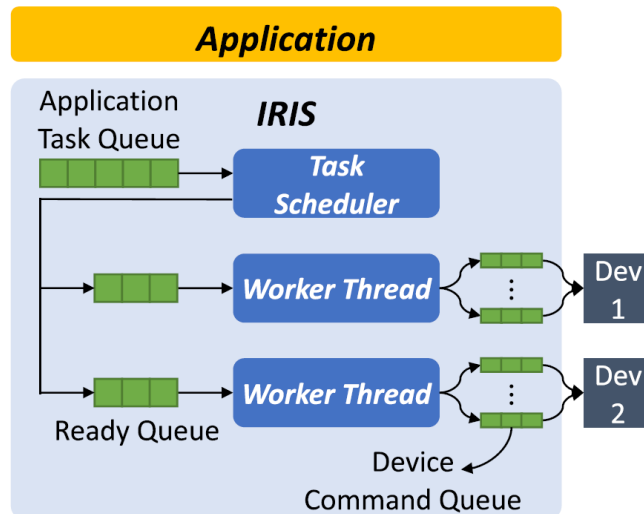 Application
Application
Task Queue
IRIS
Task
Scheduler
Worker Thread
Dev
1
Worker Thread
Dev
2
Ready Queue
Device
Command Queue